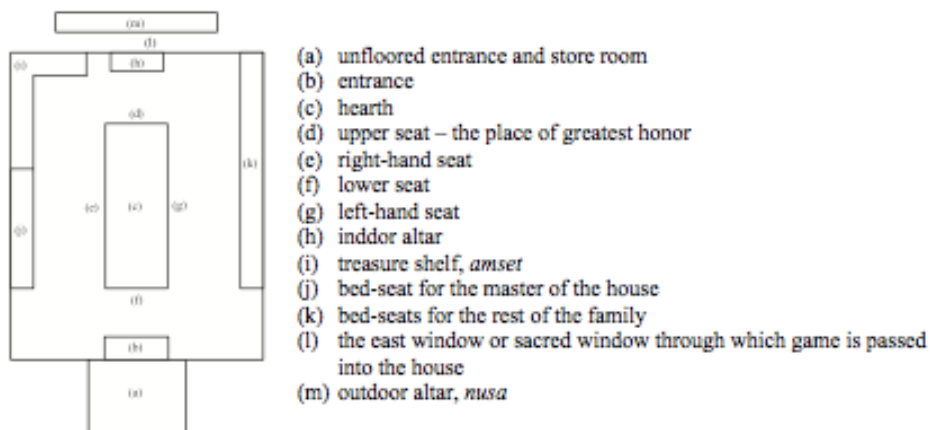 (m)
(l)
(i)
(h)
(d)
(k)
(e)
(c)
(g)
(j)
(f)
(b)
(a)
(a) unfloored entrance and store room
(b) entrance
(c) hearth
(d) upper seat – the place of greatest honor
(e) right-hand seat
(f) lower seat
(g) left-hand seat
(h) inddor altar
(i) treasure shelf, amset
(j) bed-seat for the master of the house
(k) bed-seats for the rest of the family
(l) the east window or sacred window through which game is passed
into the house
(m) outdoor altar, nusa